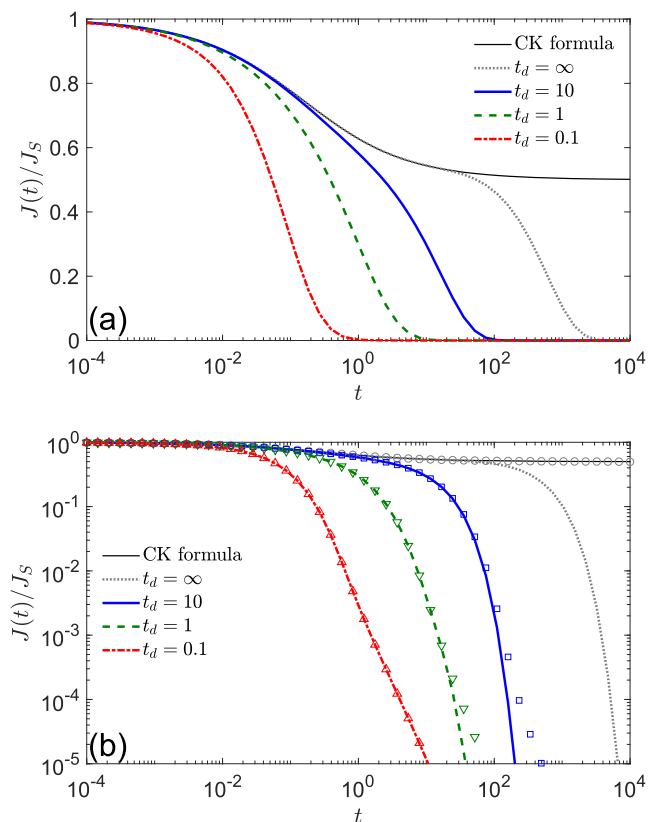 1
0.8
0.6
0.4
0.2
0
J(t)/J_S
CK formula
t_d = ∞
t_d = 10
t_d = 1
t_d = 0.1
(a)
10^-4 10^-2 10^0 10^2 10^4
t
10^0
10^-1
10^-2
10^-3
10^-4
10^-5
J(t)/J_S
CK formula
t_d = ∞
t_d = 10
t_d = 1
t_d = 0.1
(b)
10^-4 10^-2 10^0 10^2 10^4
t